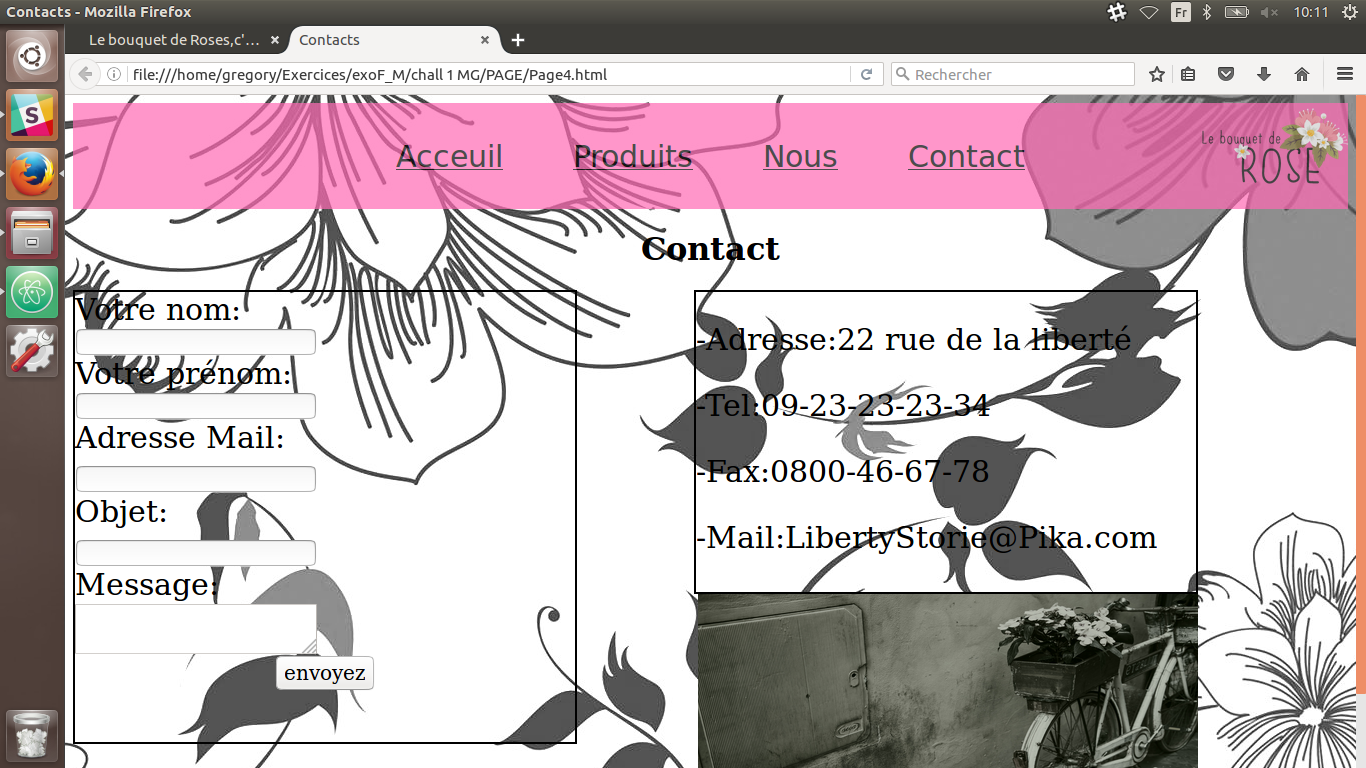 Contacts - Mozilla Firefox
Fr
10:11
Le bouquet de Roses,c'...
Contacts
file:///home/gregory/Exercices/exoF_M/chall 1 MG/PAGE/Page4.html
Rechercher
Acceuil Produits Nous Contact
Le bouquet de
ROSE
Contact
Votre nom:
Votre prénom:
Adresse Mail:
Objet:
Message:
envoyez
-Adresse:22 rue de la liberté
-Tel:09-23-23-23-34
-Fax:0800-46-67-78
-Mail:LibertyStorie@Pika.com